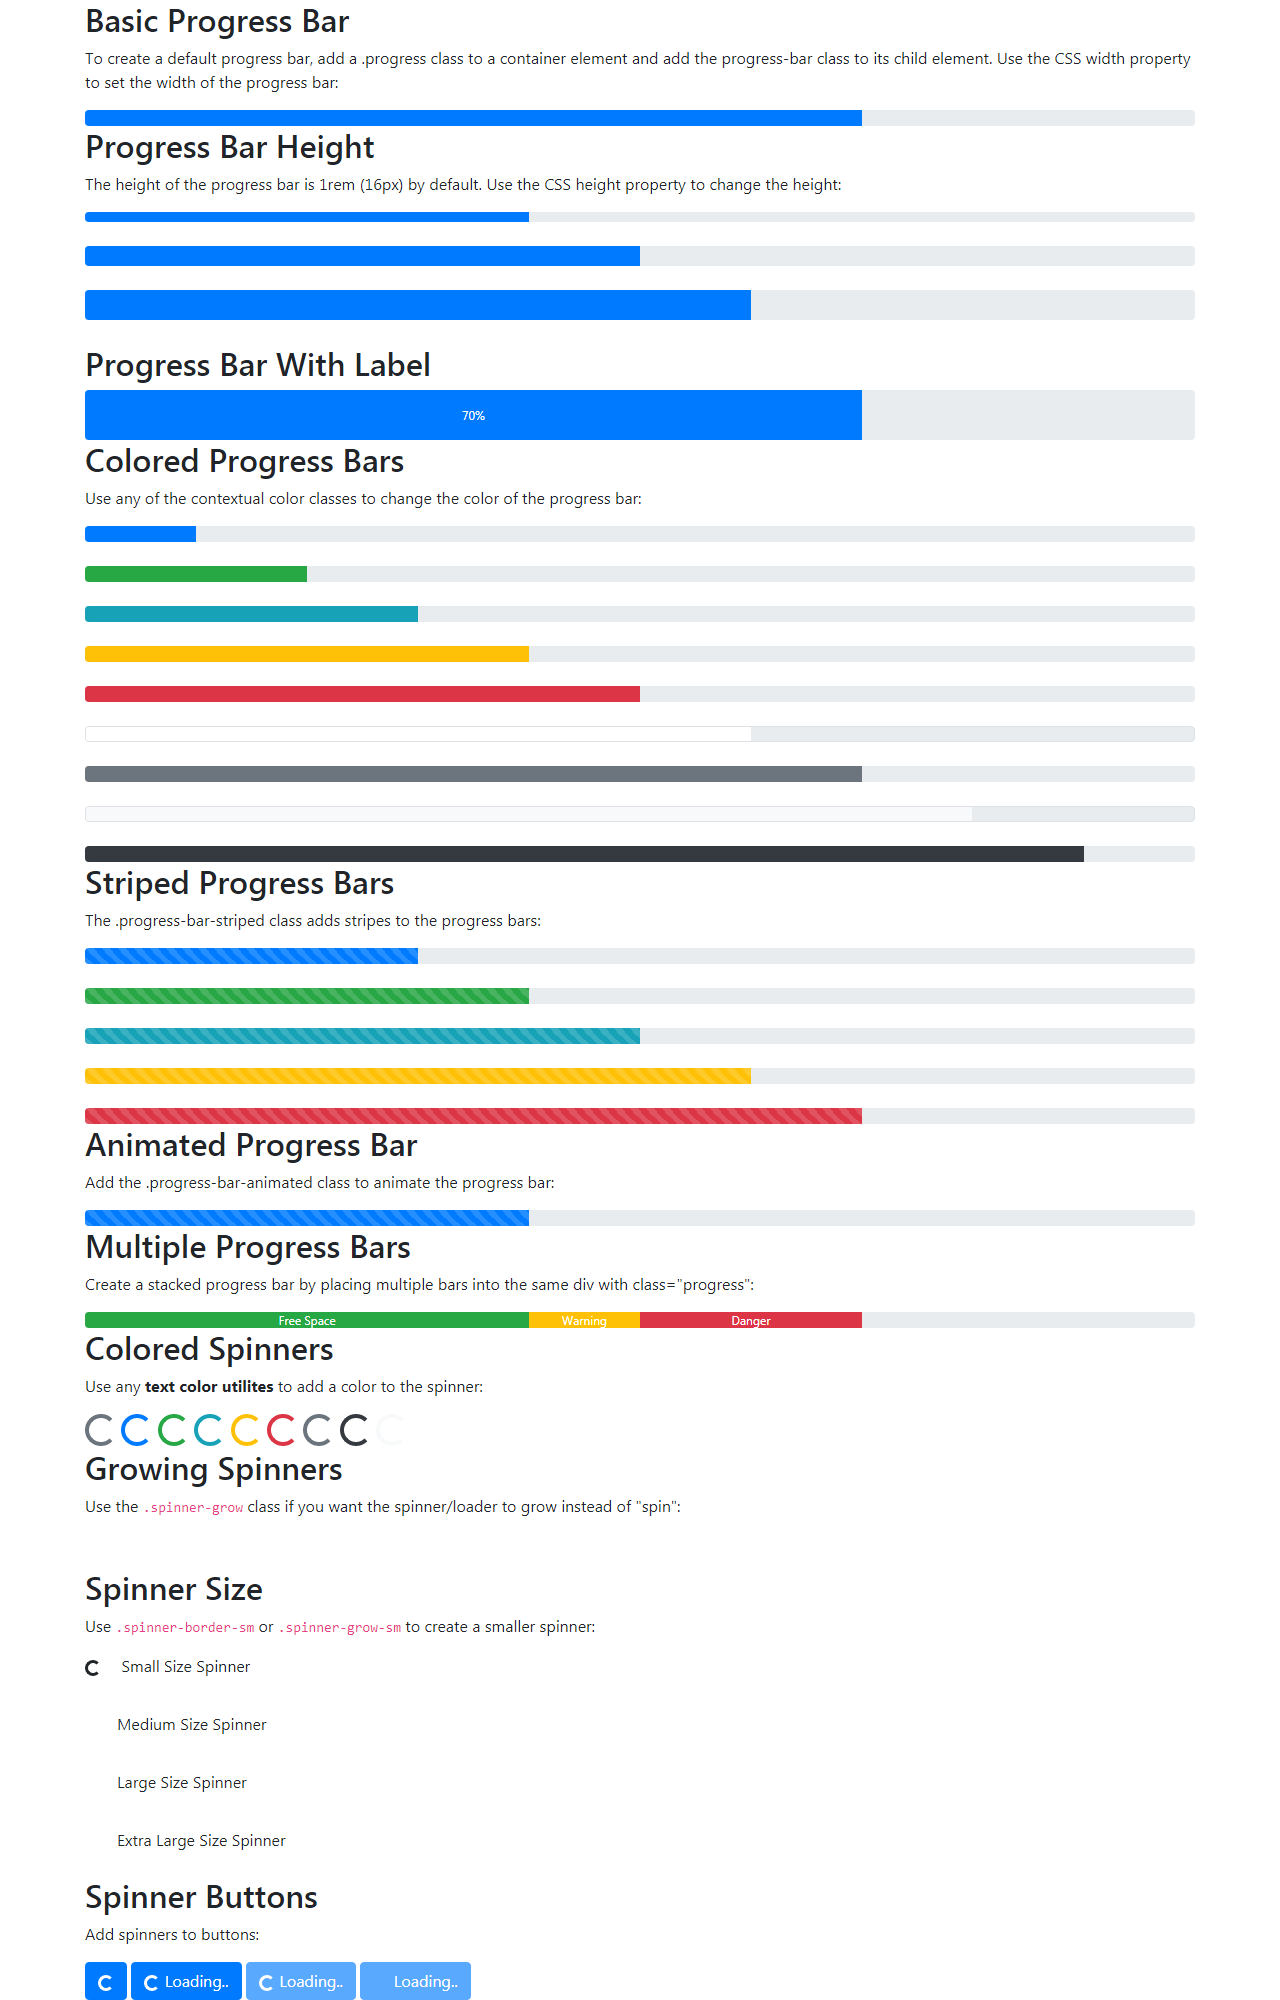 Basic Progress Bar
To create a default progress bar, add a .progress class to a container element and add the progress-bar class to its child element. Use the CSS width property
to set the width of the progress bar:
Progress Bar Height
The height of the progress bar is 1rem (16px) by default. Use the CSS height property to change the height:
Progress Bar With Label
70%
Colored Progress Bars
Use any of the contextual color classes to change the color of the progress bar:
Striped Progress Bars
The .progress-bar-striped class adds stripes to the progress bars:
Animated Progress Bar
Add the .progress-bar-animated class to animate the progress bar:
Multiple Progress Bars
Create a stacked progress bar by placing multiple bars into the same div with class="progress":
Free Space Warning Danger
Colored Spinners
Use any text color utilites to add a color to the spinner:
Growing Spinners
Use the .spinner-grow class if you want the spinner/loader to grow instead of "spin":
Spinner Size
Use .spinner-border-sm or .spinner-grow-sm to create a smaller spinner:
Small Size Spinner
Medium Size Spinner
Large Size Spinner
Extra Large Size Spinner
Spinner Buttons
Add spinners to buttons:
Loading.. Loading.. Loading..